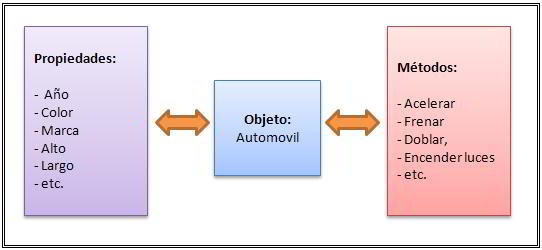 Propiedades:
- Año
- Color
- Marca
- Alto
- Largo
- etc.
Objeto:
Automovil
Métodos:
- Acelerar
- Frenar
- Doblar,
- Encender luces
- etc.